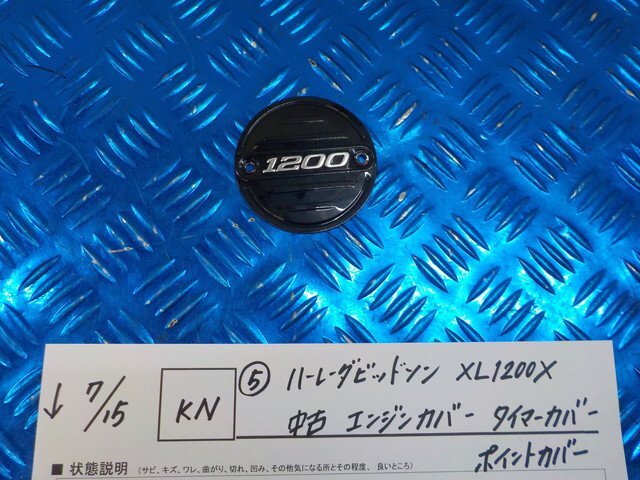 1200
↓ 7/15 KN ⑤ ハーレーダビッドソン XL1200X
中古 エンジンカバー タイマーカバー
ポイントカバー
■ 状態説明 (サビ、キズ、ワレ、曲がり、切れ、凹み、その他気になる所とその程度、良いところ)